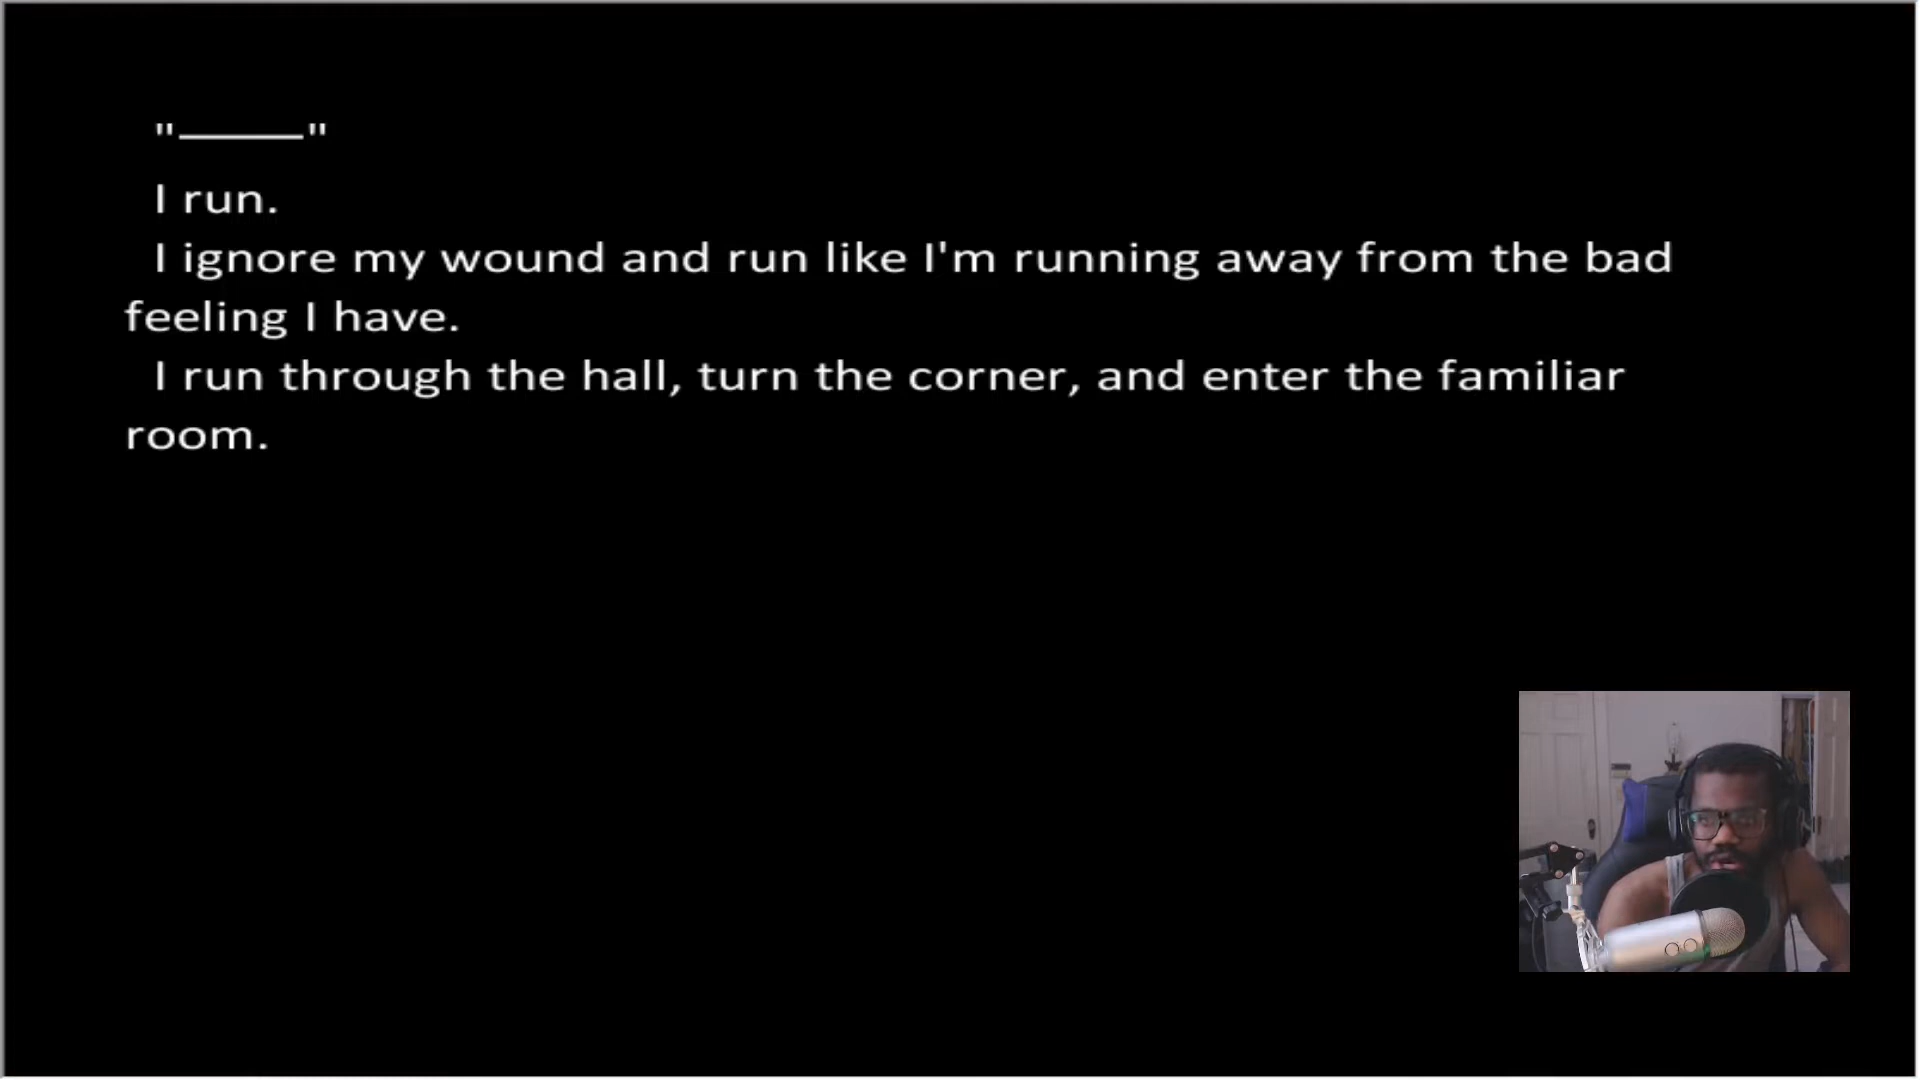 "————"
I run.
I ignore my wound and run like I'm running away from the bad
feeling I have.
I run through the hall, turn the corner, and enter the familiar
room.